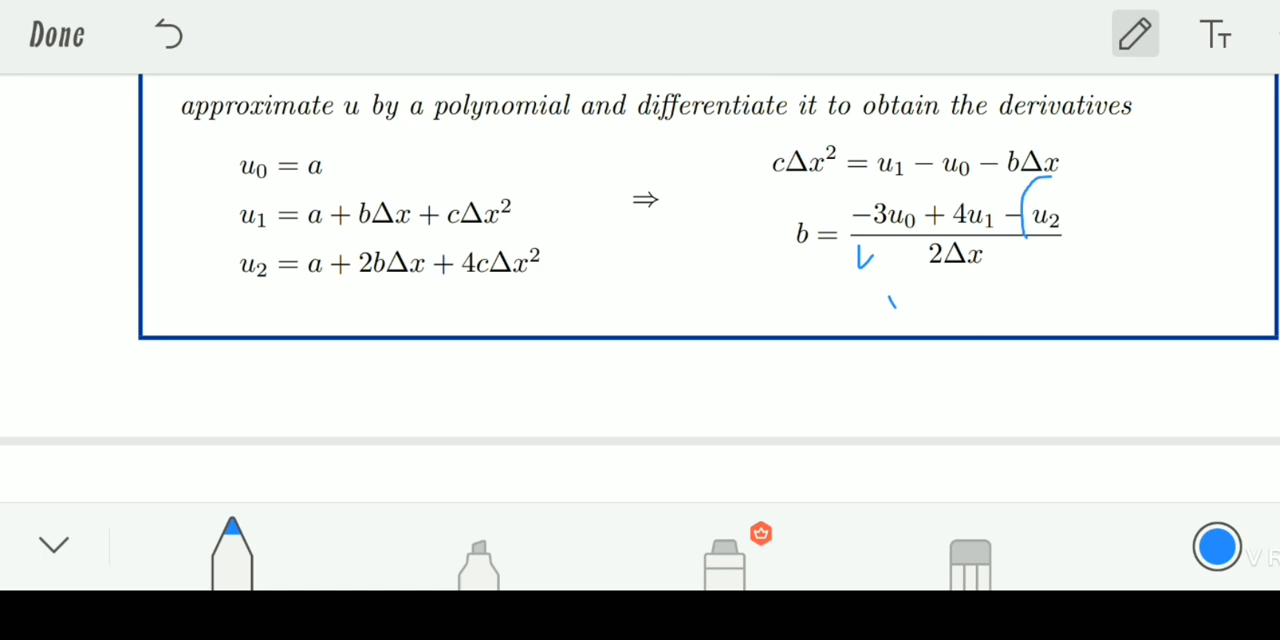 Done
approximate u by a polynomial and differentiate it to obtain the derivatives
u₀ = a
u₁ = a + bΔx + cΔx²
u₂ = a + 2bΔx + 4cΔx²
⇒
cΔx² = u₁ − u₀ − bΔx
b = (−3u₀ + 4u₁ − u₂) / 2Δx